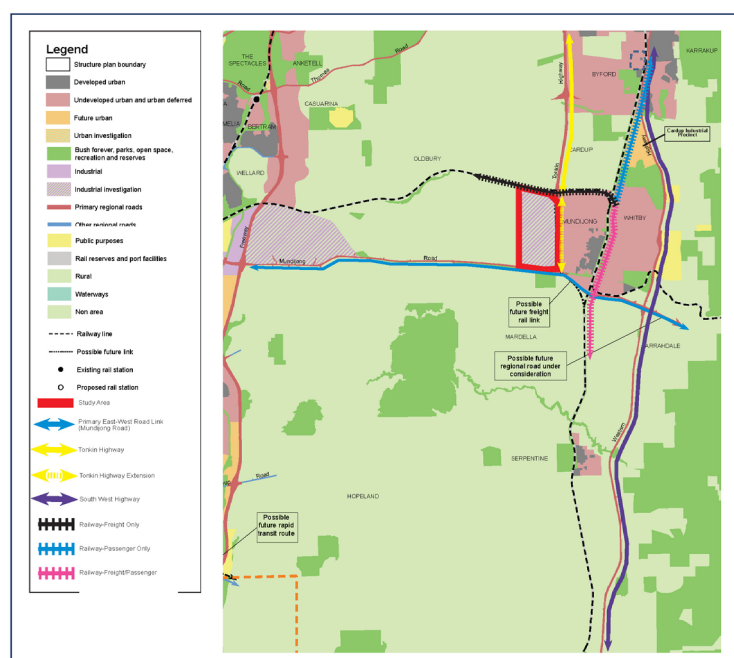 Legend
Structure plan boundary
Developed urban
Undeveloped urban and urban deferred
Future urban
Urban investigation
Bush forever, parks, open space,
recreation and reserves
Industrial
Industrial investigation
Primary regional roads
Other regional roads
Public purposes
Rail reserves and port facilities
Rural
Waterways
Non area
Railway line
Possible future link
Existing rail station
Proposed rail station
Study Area
Primary East-West Road Link
(Mundijong Road)
Tonkin Highway
Tonkin Highway Extension
South West Highway
Railway-Freight Only
Railway-Passenger Only
Railway-Freight/Passenger
THE
SPECTACLES
ANKETELL
Road
Thomas
Road
CASUARINA
BERTRAM
WELLARD
OLDBURY
Freeway
Mundijong
Road
Highway
Tonkin
BYFORD
KARRAKUP
CARDUP
Cardup Industrial
Precinct
MUNDIJONG
WHITBY
Possible
future freight
rail link
MARDELLA
Possible future
regional road under
consideration
ARRAHDALE
Western
SERPENTINE
Road
HOPELAND
Possible
future rapid
transit route